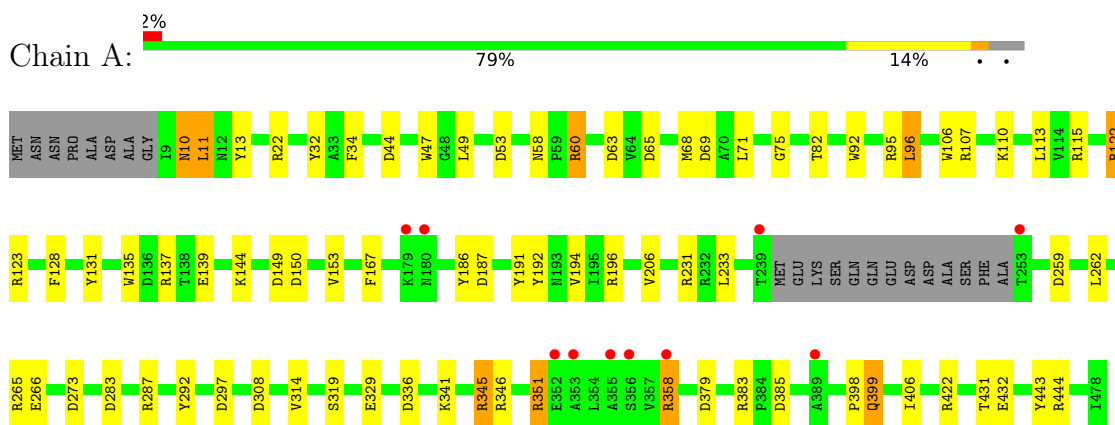 2%
Chain A:
79% 14% • •
MET ASN ASN PRO ALA ASP ALA GLY I9 N10 L11 N12 Y13 R22 Y32 A33 F34 D44 W47 G48 L49 D53 N58 P59 R60 D63 V64 D65 M68 D69 A70 L71 G75 T82 W92 R95 L96 W106 R107 K110 L113 V114 R115
R123 F128 Y131 W135 D136 R137 T138 E139 K144 D149 D150 V153 F167 K179 N180 Y186 D187 Y191 Y192 N193 V194 I195 R196 V206 R231 R232 L233 T239 MET GLU LYS SER GLN GLN GLU ASP ASP ALA SER PHE ALA T253 D259 L262
R265 E266 D273 D283 R287 Y292 D297 D308 V314 S319 E329 D336 K341 R345 R346 R351 E352 A353 L354 A355 S356 V357 R358 D379 R383 P384 D385 A389 P398 Q399 I406 R422 T431 E432 Y443 R444 I478